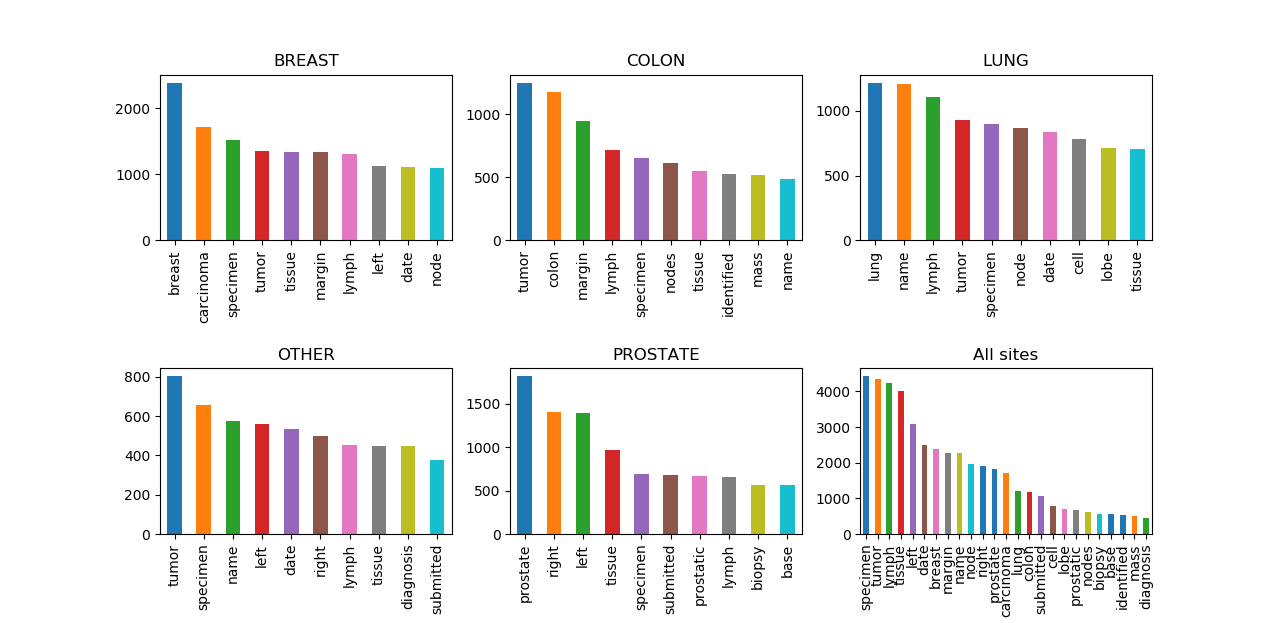 BREAST
2000
1000
0
breast
carcinoma
specimen
tumor
tissue
margin
lymph
left
date
node
COLON
1000
500
0
tumor
colon
margin
lymph
specimen
nodes
tissue
identified
mass
name
LUNG
1000
500
0
lung
name
lymph
tumor
specimen
node
date
cell
lobe
tissue
OTHER
800
600
400
200
0
tumor
specimen
name
left
date
right
lymph
tissue
diagnosis
submitted
PROSTATE
1500
1000
500
0
prostate
right
left
tissue
specimen
submitted
prostatic
lymph
biopsy
base
All sites
4000
3000
2000
1000
0
specimen
tumor
lymph
tissue
left
date
breast
margin
name
node
right
prostate
carcinoma
lung
colon
submitted
cell
lobe
prostatic
nodes
biopsy
base
identified
mass
diagnosis